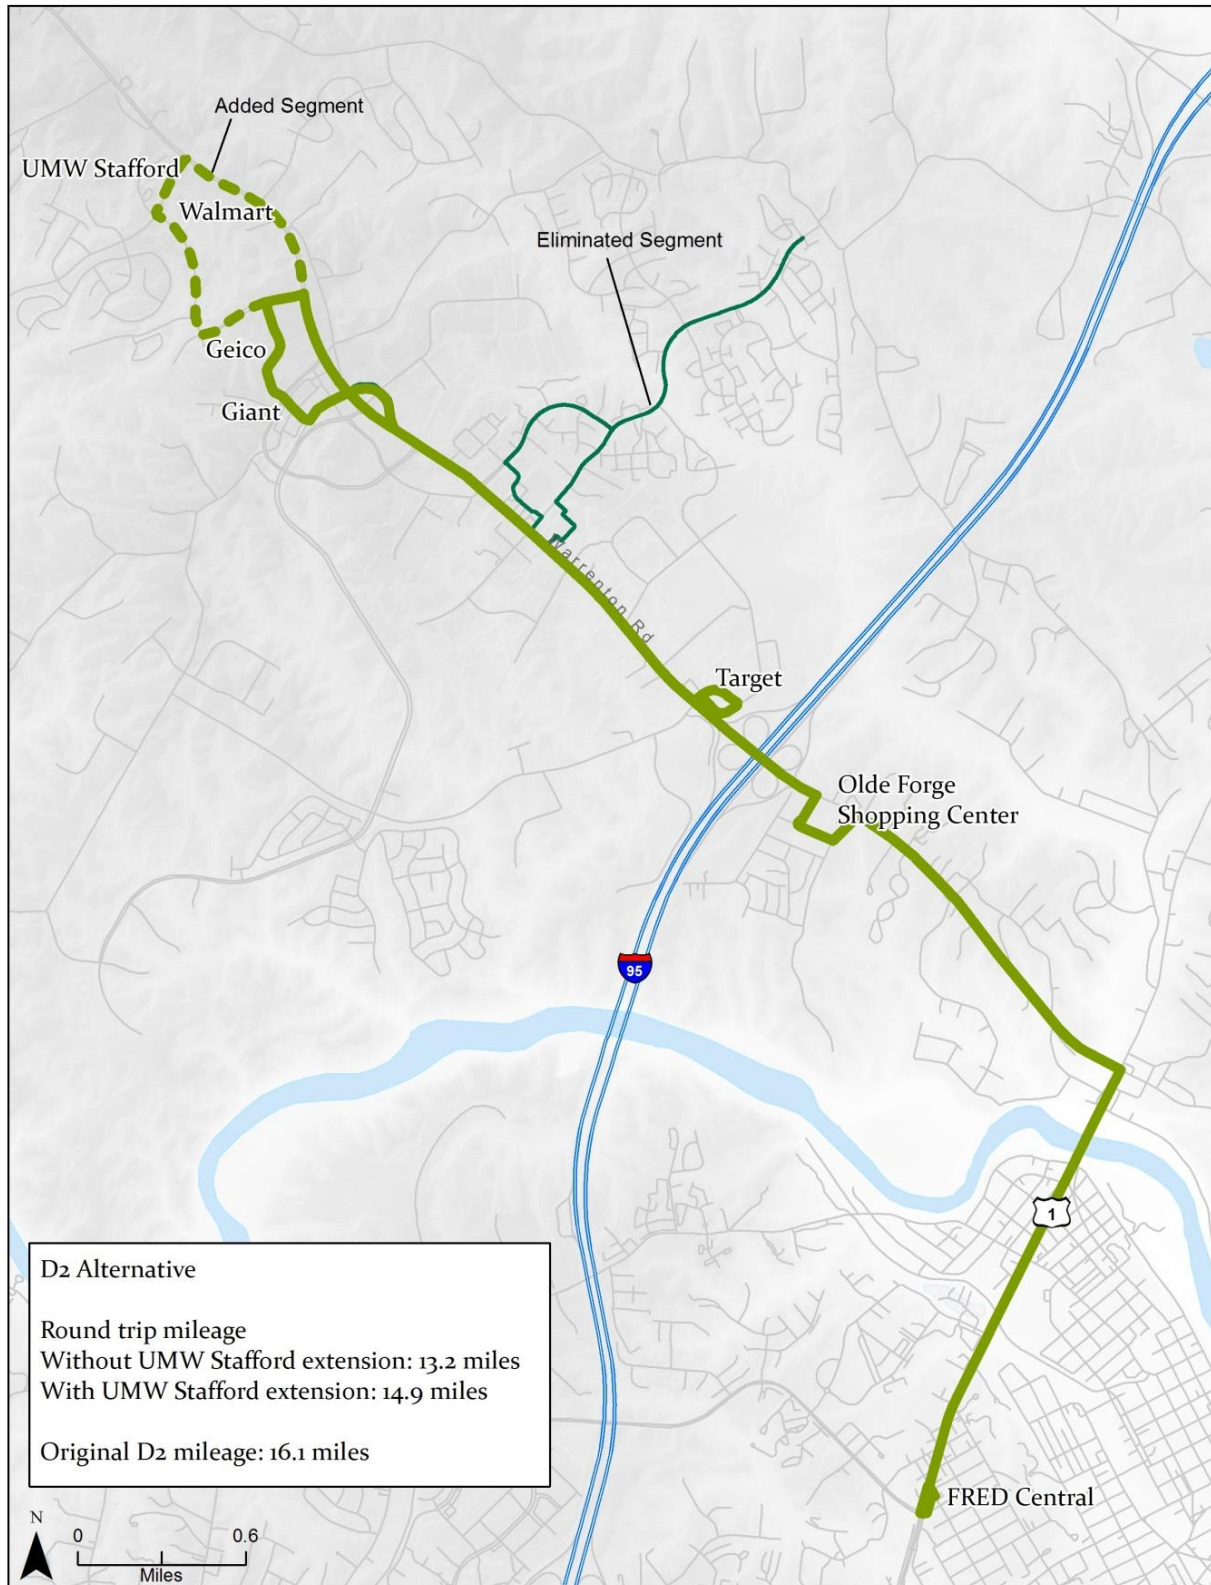 Added Segment
UMW Stafford
Walmart
Eliminated Segment
Geico
Giant
Warrenton Rd
Target
Olde Forge
Shopping Center
95
1
D2 Alternative
Round trip mileage
Without UMW Stafford extension: 13.2 miles
With UMW Stafford extension: 14.9 miles
Original D2 mileage: 16.1 miles
FRED Central
N
0 0.6
Miles